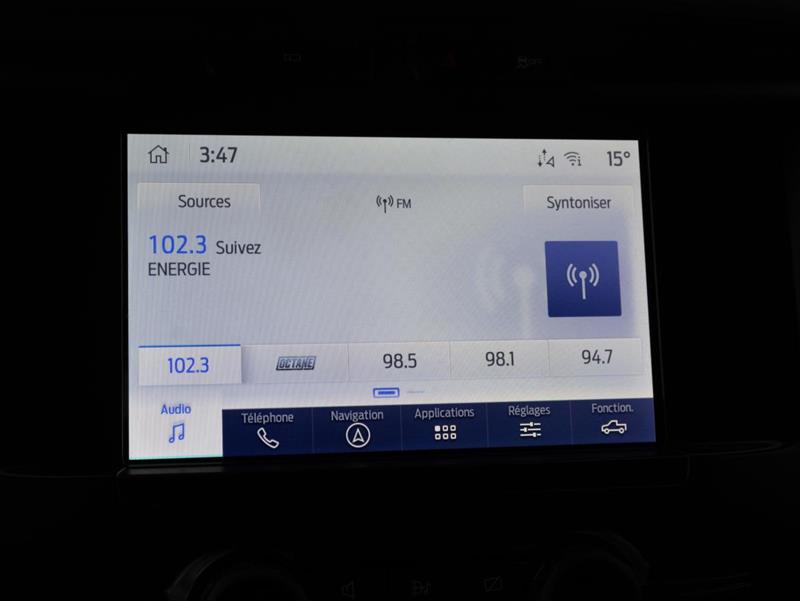 3:47
15°
Sources
FM
Syntoniser
102.3 Suivez
ENERGIE
102.3
OCTANE
98.5
98.1
94.7
Audio
Téléphone
Navigation
Applications
Réglages
Fonction.